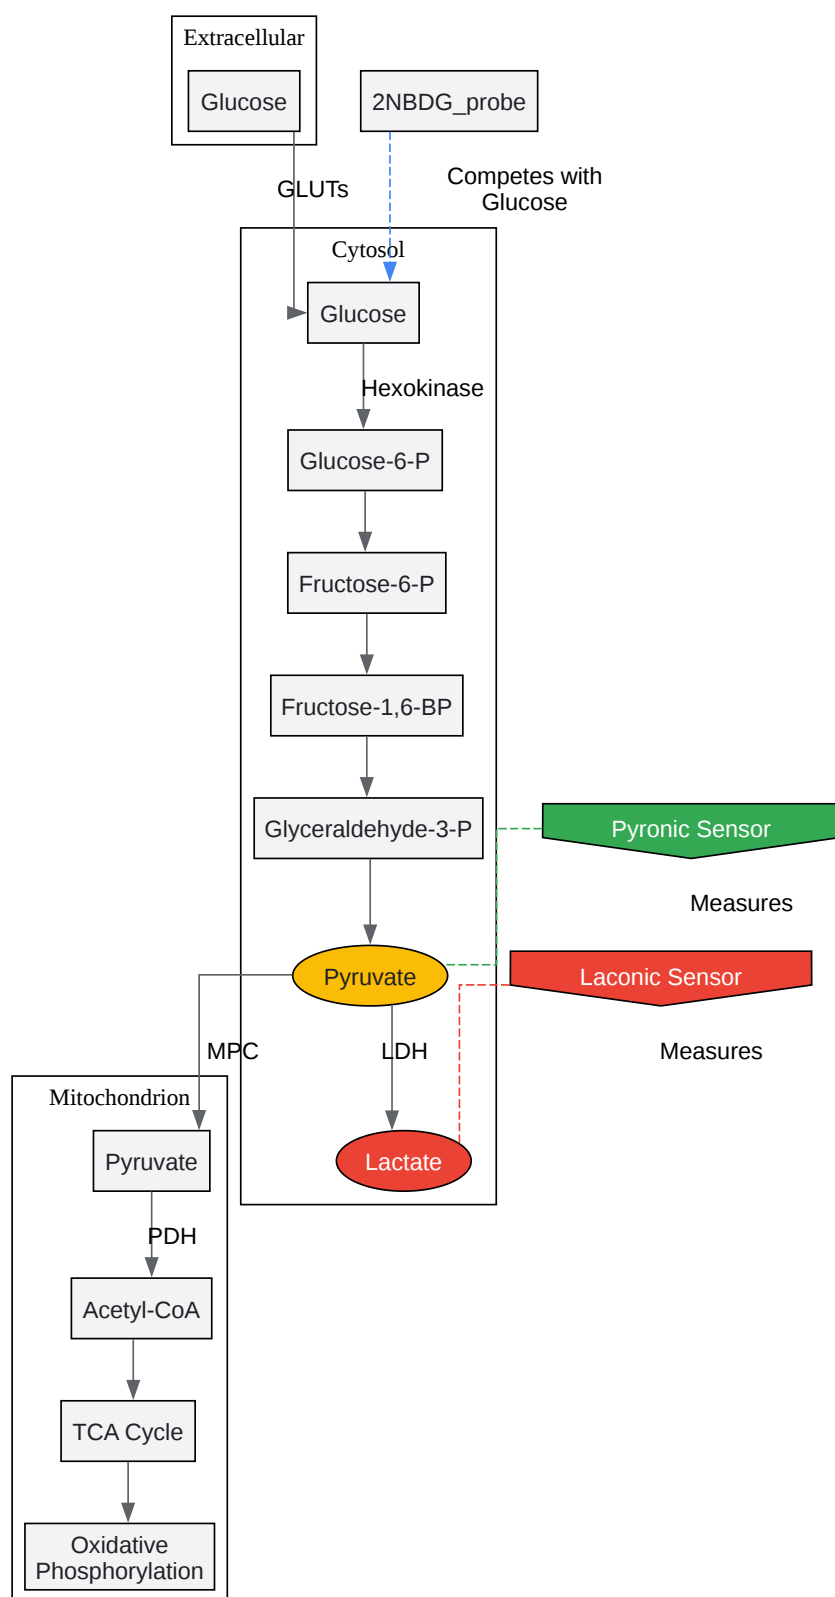 Extracellular
Glucose
2NBDG_probe
GLUTs
Competes with
Glucose
Cytosol
Glucose
Hexokinase
Glucose-6-P
Fructose-6-P
Fructose-1,6-BP
Glyceraldehyde-3-P
Pyronic Sensor
Measures
Pyruvate
Laconic Sensor
MPC
LDH
Measures
Mitochondrion
Pyruvate
Lactate
PDH
Acetyl-CoA
TCA Cycle
Oxidative
Phosphorylation